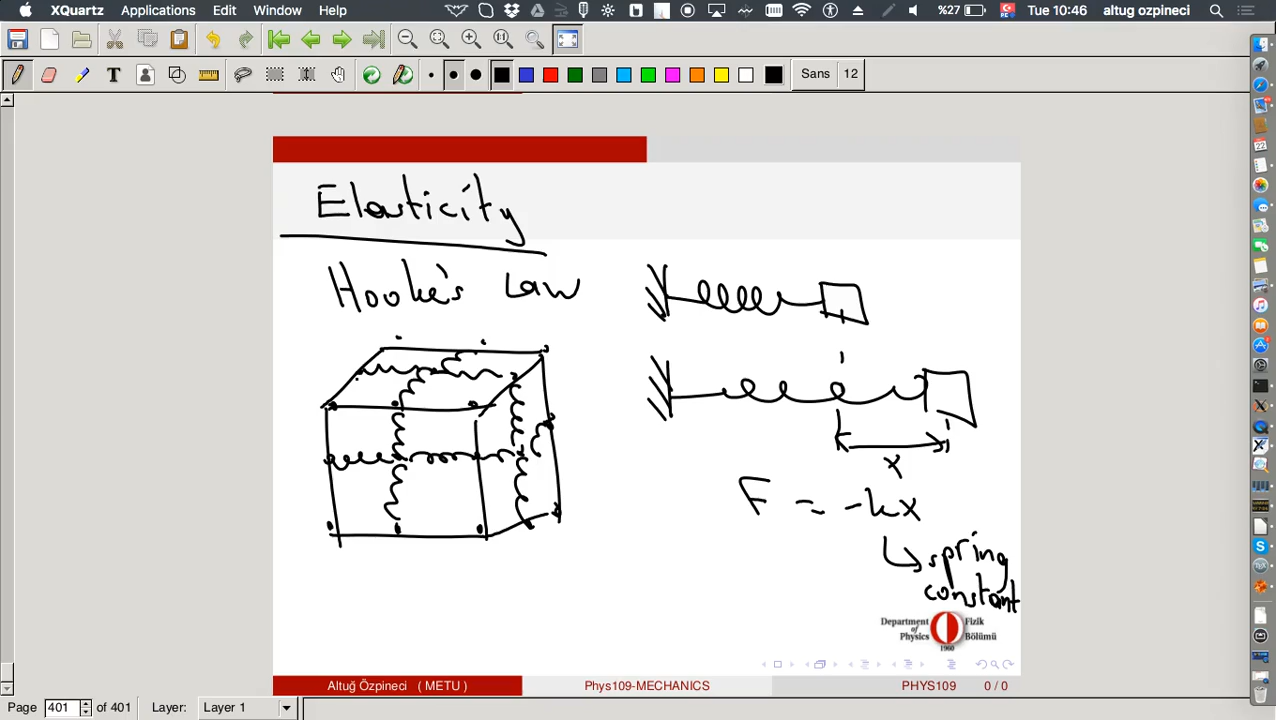 XQuartz Applications Edit Window Help %27 Tue 10:46 altug ozpineci
Sans 12
Elasticity
Hooke's Law
x
F = -kx
spring
constant
Department of Physics Fizik Bölümü
1960
Altuğ Özpineci ( METU ) Phys109-MECHANICS PHYS109 0 / 0
Page 401 of 401 Layer: Layer 1